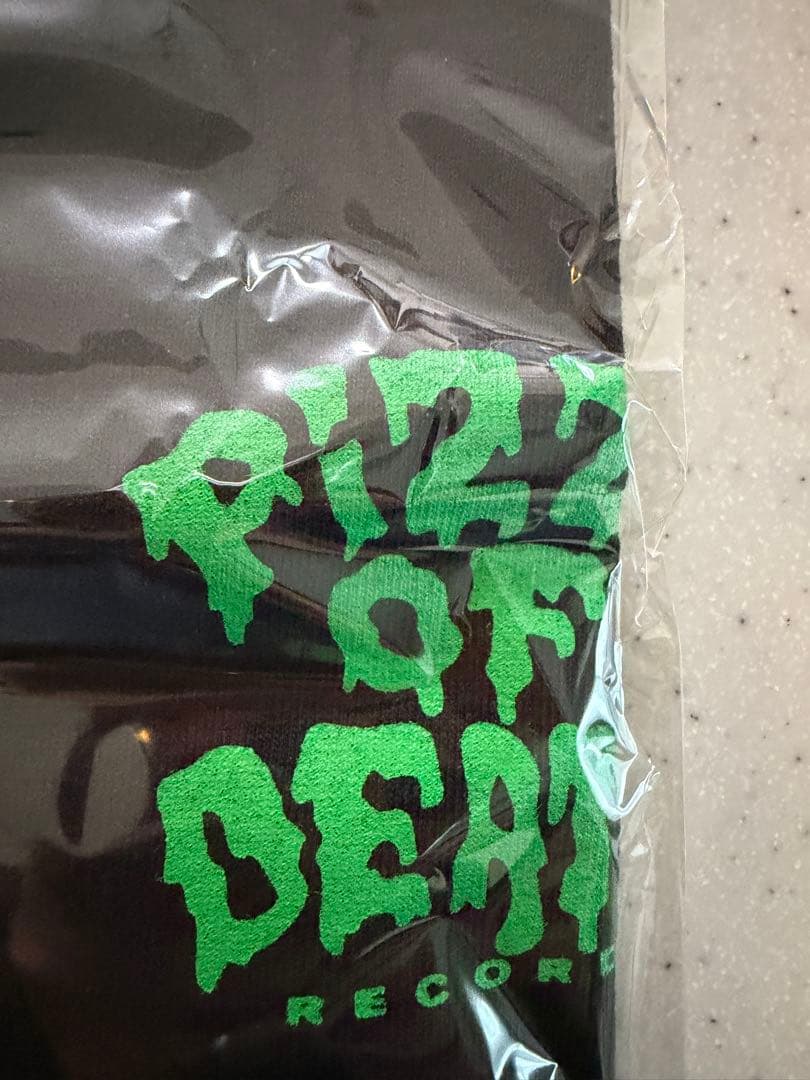 PIZZ
OF
DEAT
RECOR